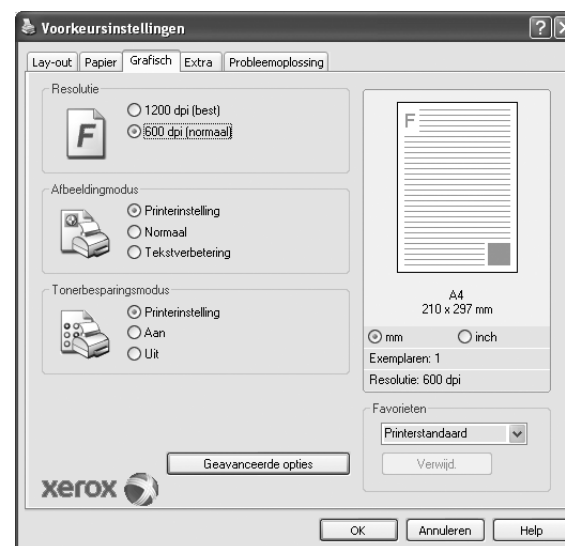 Voorkeursinstellingen
Lay-out Papier Grafisch Extra Probleemoplossing
Resolutie
F
1200 dpi (best)
600 dpi (normaal)
Afbeeldingmodus
Printerinstelling
Normaal
Tekstverbetering
Tonerbesparingsmodus
Printerinstelling
Aan
Uit
Geavanceerde opties
xerox
F
A4
210 x 297 mm
mm inch
Exemplaren: 1
Resolutie: 600 dpi
Favorieten
Printerstandaard
Verwijd.
OK Annuleren Help